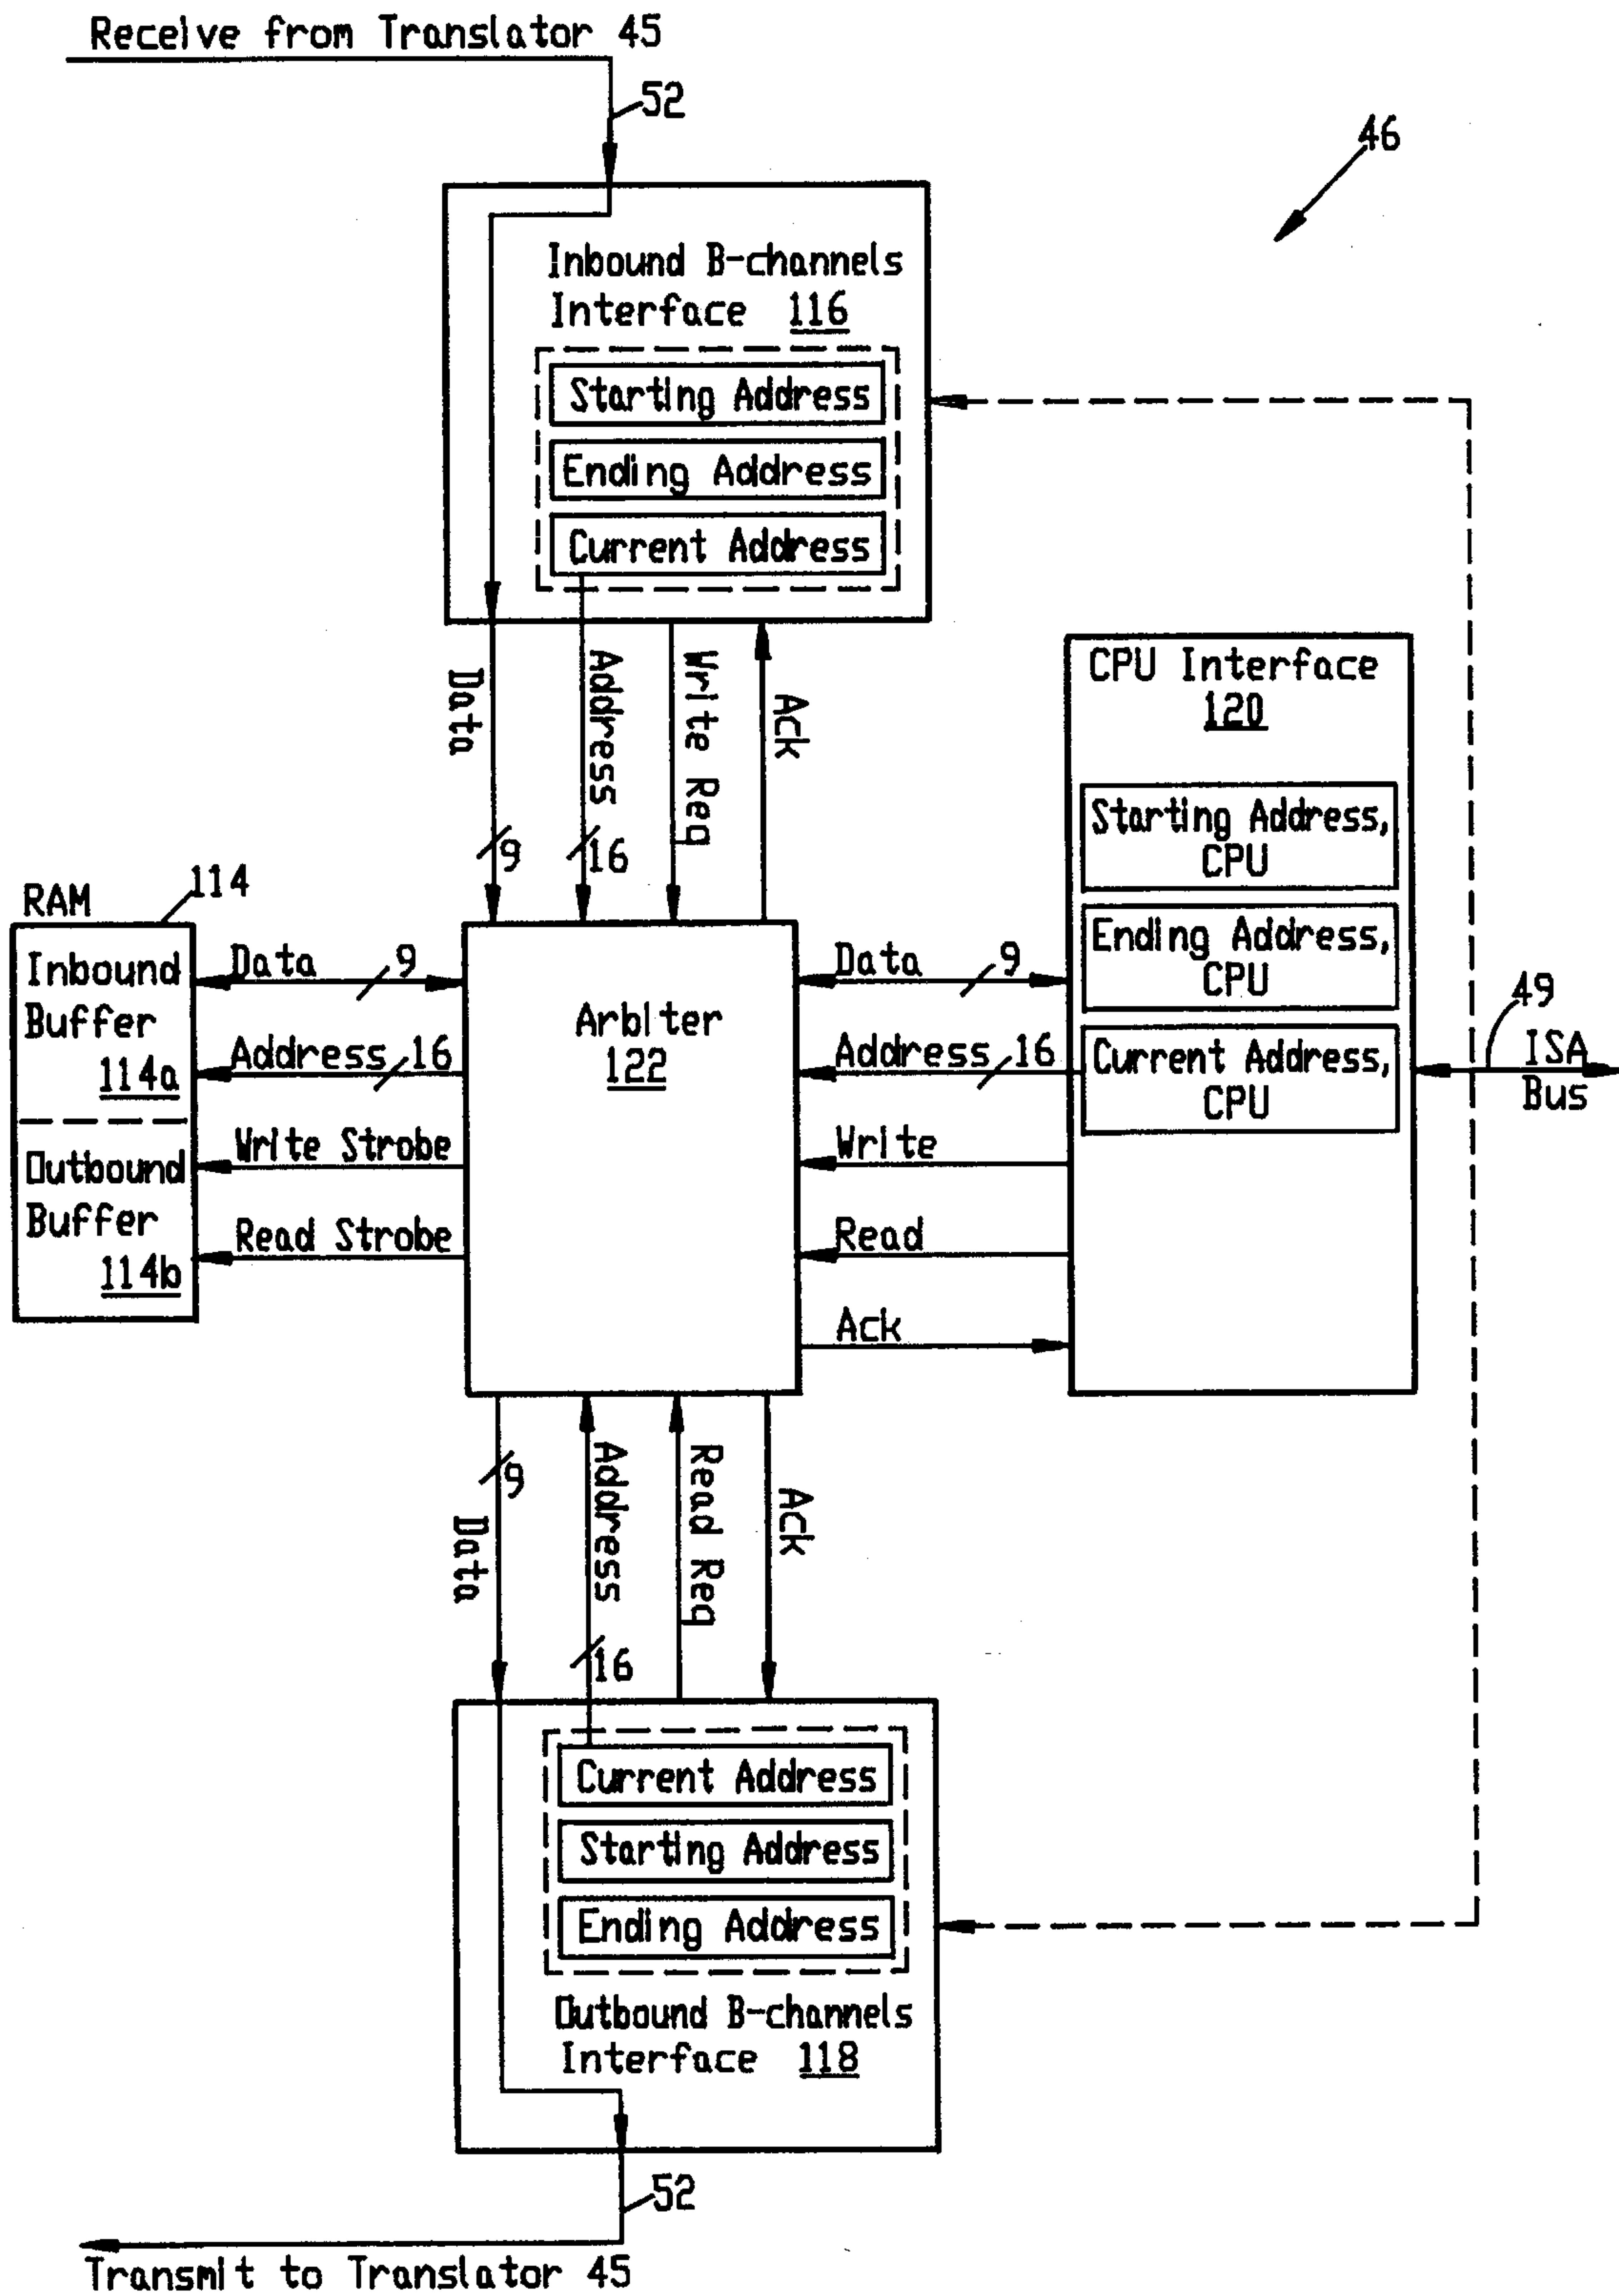 Receive from Translator 45
52
46
Inbound B-channels
Interface 116
Starting Address
Ending Address
Current Address
Data
Address
Write Req
Ack
9
16
CPU Interface
120
Starting Address,
CPU
Ending Address,
CPU
Current Address,
CPU
49
ISA
Bus
RAM
114
Inbound
Buffer
114a
Outbound
Buffer
114b
Data 9
Address 16
Write Strobe
Read Strobe
Arbiter
122
Data 9
Address 16
Write
Read
Ack
9
Data
Address
16
Read Req
Ack
Current Address
Starting Address
Ending Address
Outbound B-channels
Interface 118
52
Transmit to Translator 45